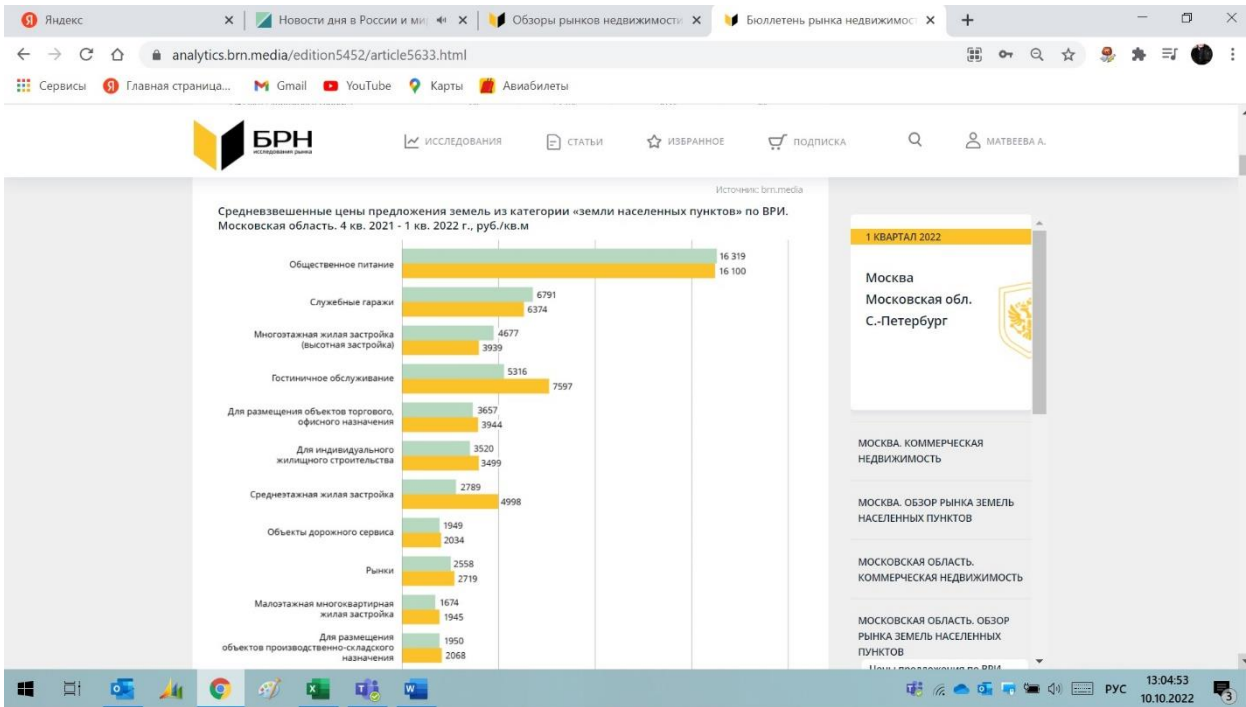 Яндекс
Новости дня в России и ми
Обзоры рынков недвижимости
Бюллетень рынка недвижимос
analytics.brn.media/edition5452/article5633.html
Сервисы
Главная страница...
Gmail
YouTube
Карты
Авиабилеты
БРН
исследования рынка
ИССЛЕДОВАНИЯ
СТАТЬИ
ИЗБРАННОЕ
ПОДПИСКА
МАТВЕЕВА А.
Источник: brn.media
Средневзвешенные цены предложения земель из категории «земли населенных пунктов» по ВРИ.
Московская область. 4 кв. 2021 - 1 кв. 2022 г., руб./кв.м
Общественное питание
16 319
16 100
Служебные гаражи
6791
6374
Многоэтажная жилая застройка
(высотная застройка)
4677
3939
Гостиничное обслуживание
5316
7597
Для размещения объектов торгового,
офисного назначения
3657
3944
Для индивидуального
жилищного строительства
3520
3499
Среднеэтажная жилая застройка
2789
4998
Объекты дорожного сервиса
1949
2034
Рынки
2558
2719
Малоэтажная многоквартирная
жилая застройка
1674
1945
Для размещения
объектов производственно-складского
назначения
1950
2068
1 КВАРТАЛ 2022
Москва
Московская обл.
С.-Петербург
МОСКВА. КОММЕРЧЕСКАЯ
НЕДВИЖИМОСТЬ
МОСКВА. ОБЗОР РЫНКА ЗЕМЕЛЬ
НАСЕЛЕННЫХ ПУНКТОВ
МОСКОВСКАЯ ОБЛАСТЬ.
КОММЕРЧЕСКАЯ НЕДВИЖИМОСТЬ
МОСКОВСКАЯ ОБЛАСТЬ. ОБЗОР
РЫНКА ЗЕМЕЛЬ НАСЕЛЕННЫХ
ПУНКТОВ
Цены предложения по ВРИ
РУС
13:04:53
10.10.2022
3